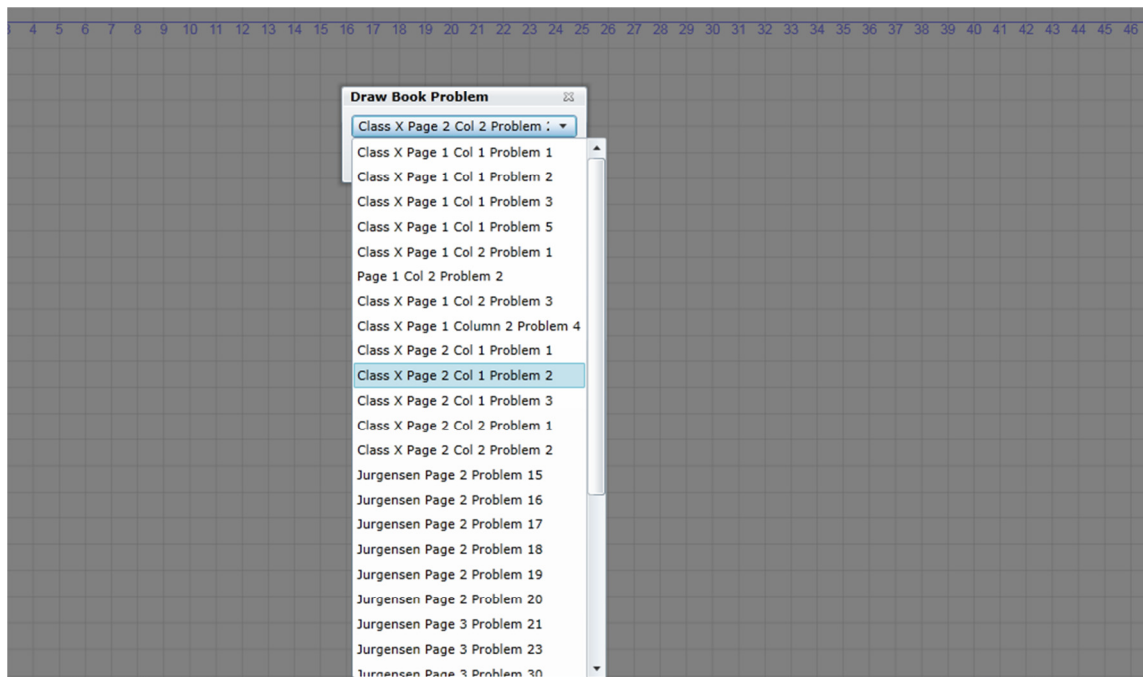 3 4 5 6 7 8 9 10 11 12 13 14 15 16 17 18 19 20 21 22 23 24 25 26 27 28 29 30 31 32 33 34 35 36 37 38 39 40 41 42 43 44 45 46
Draw Book Problem
Class X Page 2 Col 2 Problem
Class X Page 1 Col 1 Problem 1
Class X Page 1 Col 1 Problem 2
Class X Page 1 Col 1 Problem 3
Class X Page 1 Col 1 Problem 5
Class X Page 1 Col 2 Problem 1
Page 1 Col 2 Problem 2
Class X Page 1 Col 2 Problem 3
Class X Page 1 Column 2 Problem 4
Class X Page 2 Col 1 Problem 1
Class X Page 2 Col 1 Problem 2
Class X Page 2 Col 1 Problem 3
Class X Page 2 Col 2 Problem 1
Class X Page 2 Col 2 Problem 2
Jurgensen Page 2 Problem 15
Jurgensen Page 2 Problem 16
Jurgensen Page 2 Problem 17
Jurgensen Page 2 Problem 18
Jurgensen Page 2 Problem 19
Jurgensen Page 2 Problem 20
Jurgensen Page 3 Problem 21
Jurgensen Page 3 Problem 23
Jurgensen Page 3 Problem 30